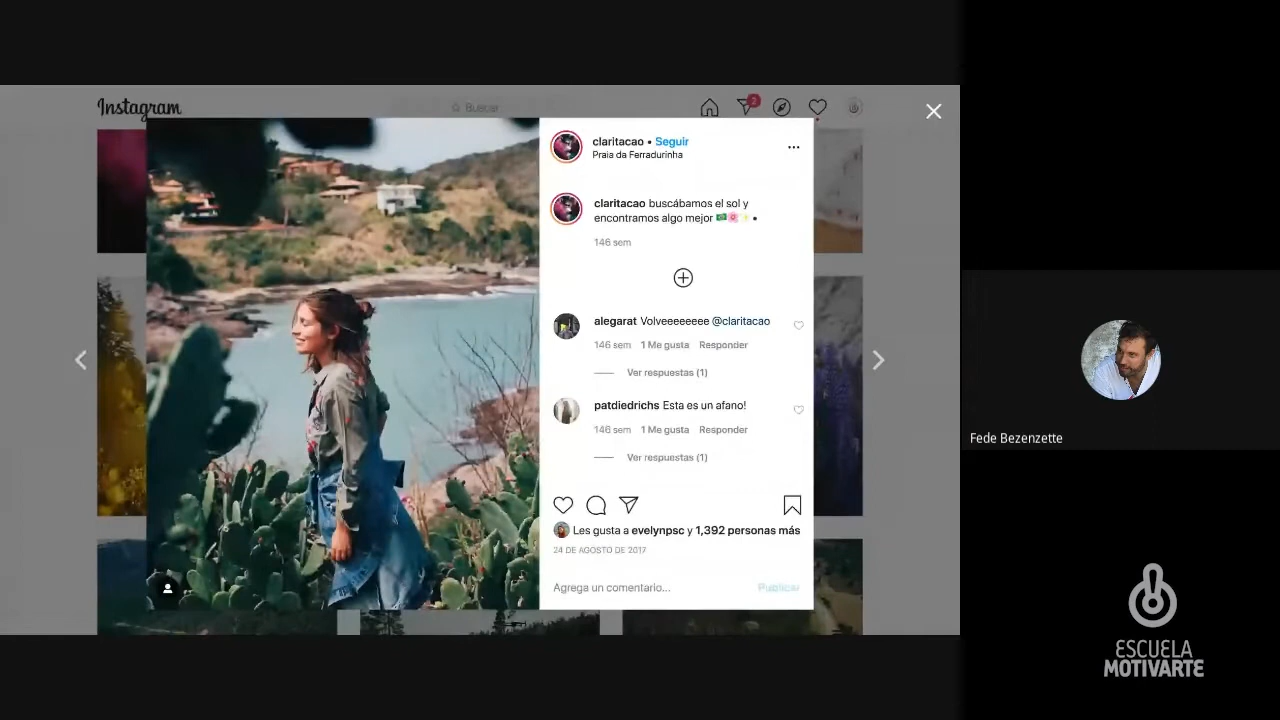 Instagram
Buscar
2
claritacao • Seguir
Praia da Ferradurinha
claritacao buscábamos el sol y
encontramos algo mejor
146 sem
alegarat Volveeeeeeee @claritacao
146 sem 1 Me gusta Responder
Ver respuestas (1)
patdiedrichs Esta es un afano!
146 sem 1 Me gusta Responder
Ver respuestas (1)
Les gusta a evelynpsc y 1,392 personas más
24 DE AGOSTO DE 2017
Agrega un comentario... Publicar
Fede Bezenzette
ESCUELA
MOTIVARTE